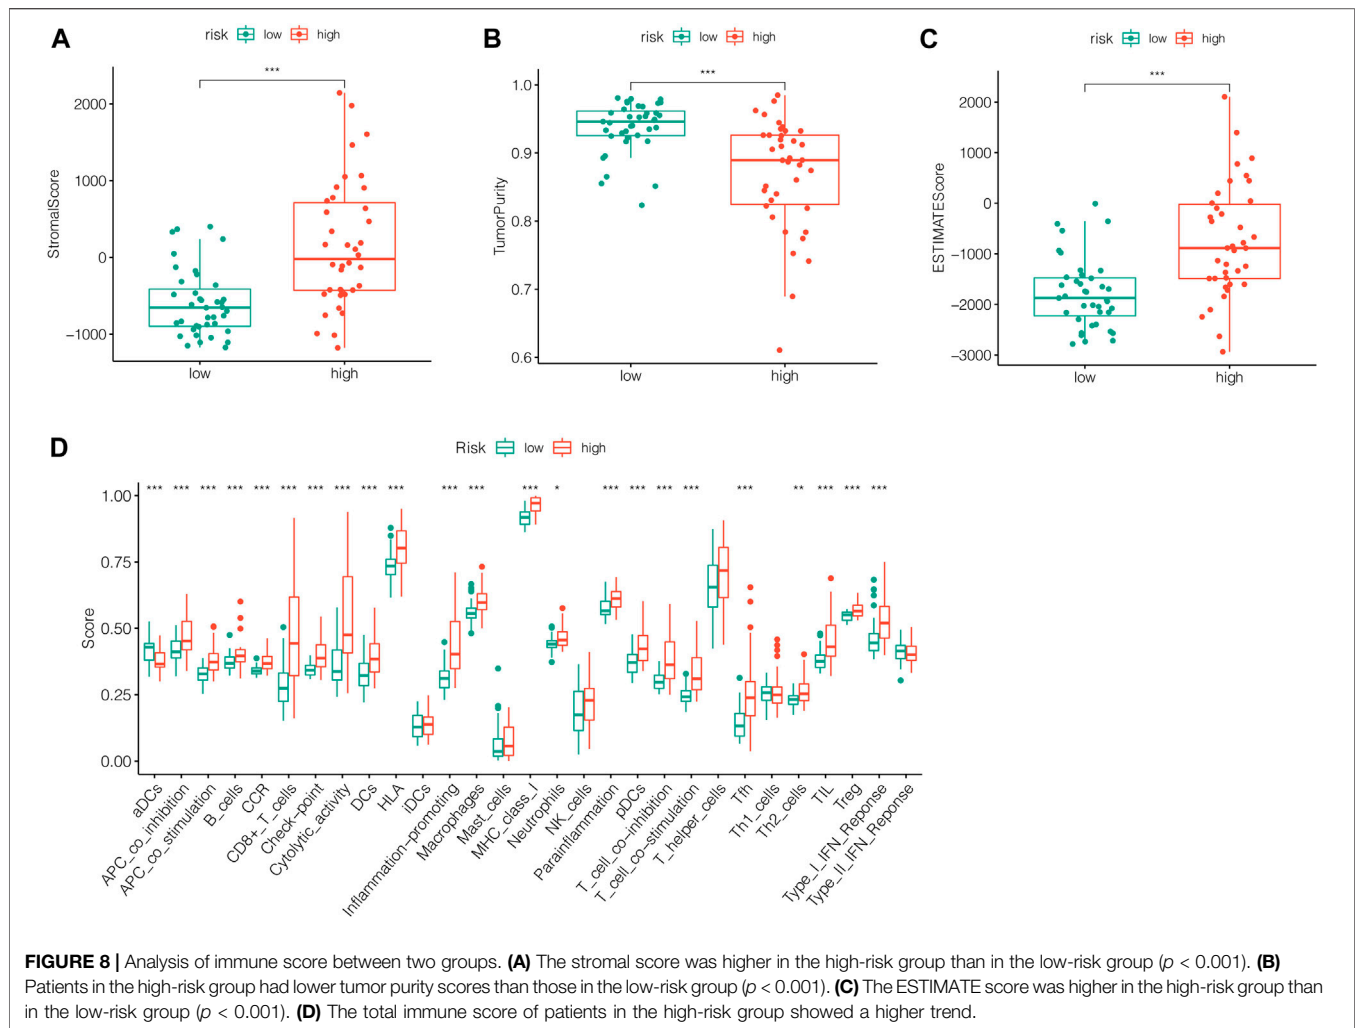 A
risk low high
***
StromalScore
2000
1000
0
−1000
low high
B
risk low high
***
TumorPurity
1.0
0.9
0.8
0.7
0.6
low high
C
risk low high
***
ESTIMATEScore
2000
1000
0
−1000
−2000
−3000
low high
D
Risk low high
*** *** *** *** *** *** *** *** *** *** *** *** *** * *** *** *** *** *** ** *** *** ***
Score
1.00
0.75
0.50
0.25
0.00
aDCs
APC_co_inhibition
APC_co_stimulation
B_cells
CCR
CD8+_T_cells
Check−point
Cytolytic_activity
DCs
HLA
iDCs
Inflammation−promoting
Macrophages
Mast_cells
MHC_class_I
Neutrophils
NK_cells
Parainflammation
pDCs
T_cell_co−inhibition
T_cell_co−stimulation
T_helper_cells
Tfh
Th1_cells
Th2_cells
TIL
Treg
Type_I_IFN_Reponse
Type_II_IFN_Reponse
FIGURE 8 | Analysis of immune score between two groups. (A) The stromal score was higher in the high-risk group than in the low-risk group (p < 0.001). (B)
Patients in the high-risk group had lower tumor purity scores than those in the low-risk group (p < 0.001). (C) The ESTIMATE score was higher in the high-risk group than
in the low-risk group (p < 0.001). (D) The total immune score of patients in the high-risk group showed a higher trend.